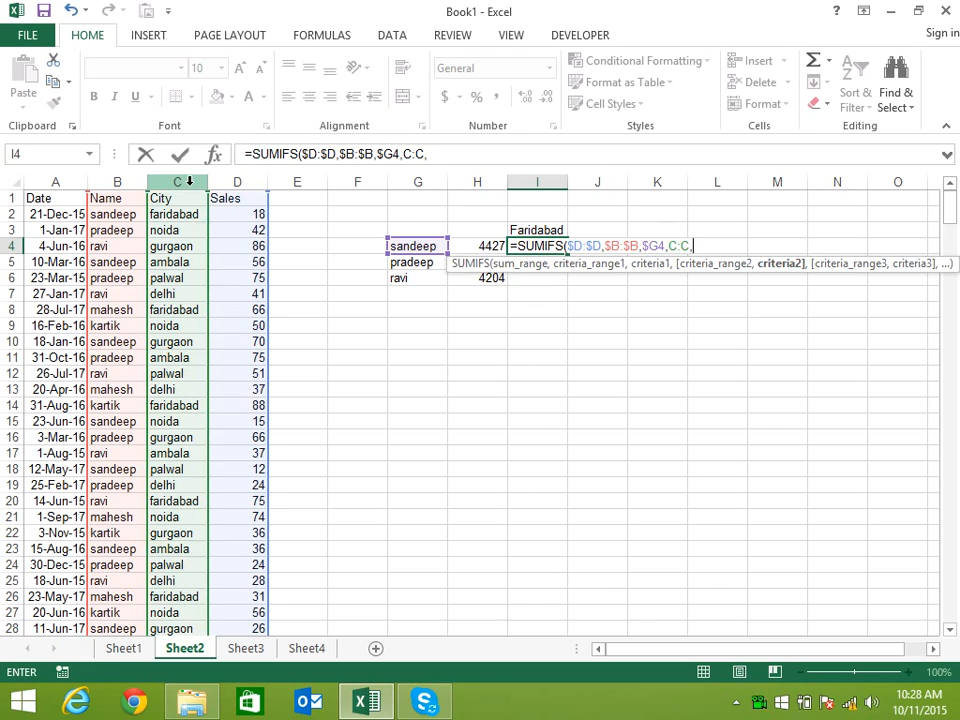 Book1 - Excel
?
FILE HOME INSERT PAGE LAYOUT FORMULAS DATA REVIEW VIEW DEVELOPER Sign in
Paste
B I U
10 A A
A
General
$ % ,
Conditional Formatting
Format as Table
Cell Styles
Insert
Delete
Format
Sort &
Filter
Find &
Select
Clipboard Font Alignment Number Styles Cells Editing
I4 fx =SUMIFS($D:$D,$B:$B,$G4,C:C,
A B C D E F G H I J K L M N O
1 Date Name City Sales
2 21-Dec-15 sandeep faridabad 18
3 1-Jan-17 pradeep noida 42 Faridabad
4 4-Jun-16 ravi gurgaon 86 sandeep 4427 =SUMIFS($D:$D,$B:$B,$G4,C:C,
5 10-Mar-16 sandeep ambala 56 pradeep SUMIFS(sum_range, criteria_range1, criteria1, [criteria_range2, criteria2], [criteria_range3, criteria3], ...)
6 23-Mar-15 pradeep palwal 75 ravi 4204
7 27-Jan-17 ravi delhi 41
8 28-Jul-17 mahesh faridabad 66
9 16-Feb-16 kartik noida 50
10 18-Jan-16 sandeep gurgaon 70
11 31-Oct-16 pradeep ambala 75
12 26-Jul-17 ravi palwal 51
13 20-Apr-16 mahesh delhi 37
14 31-Aug-16 kartik faridabad 88
15 23-Jun-16 sandeep noida 15
16 3-Mar-16 pradeep gurgaon 66
17 1-Aug-15 ravi ambala 37
18 12-May-17 sandeep palwal 12
19 25-Feb-17 pradeep delhi 24
20 14-Jun-15 ravi faridabad 75
21 1-Sep-17 mahesh noida 74
22 3-Nov-15 kartik gurgaon 36
23 15-Aug-16 sandeep ambala 36
24 30-Dec-15 pradeep palwal 24
25 18-Jun-15 ravi delhi 28
26 23-May-17 mahesh faridabad 31
27 20-Jun-16 kartik noida 56
28 11-Jun-17 sandeep gurgaon 26
Sheet1 Sheet2 Sheet3 Sheet4
ENTER 100%
10:28 AM
10/11/2015